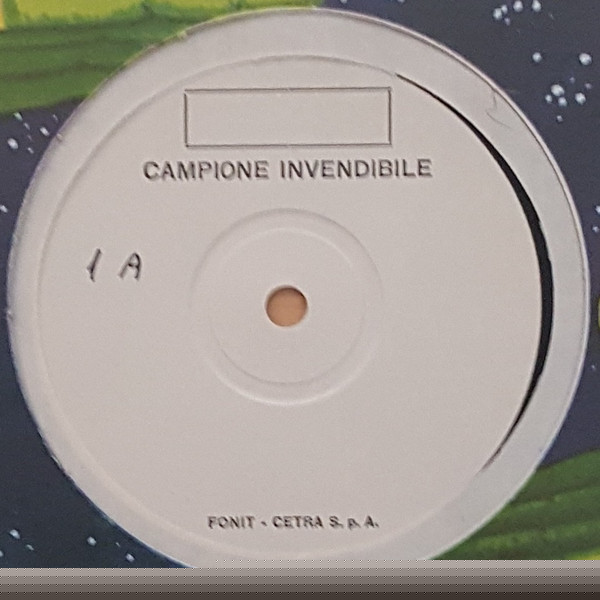 CAMPIONE INVENDIBILE
1 A
FONIT - CETRA S. p. A.